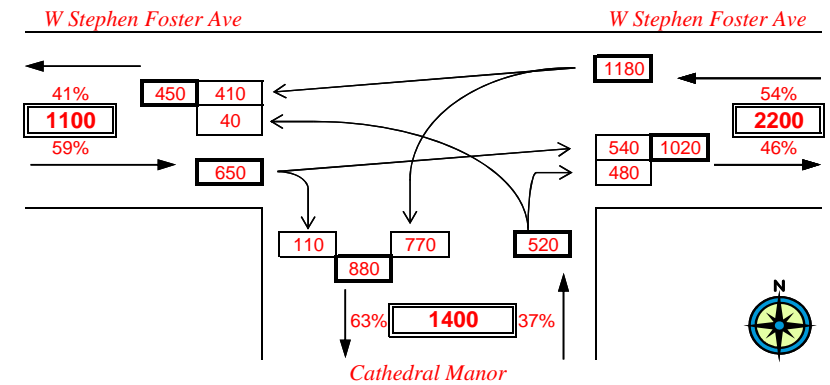 W Stephen Foster Ave W Stephen Foster Ave
1180
41% 450 410 54%
1100 40 2200
59% 540 1020 46%
650 480
110 770 520
880
63% 1400 37%
N
Cathedral Manor